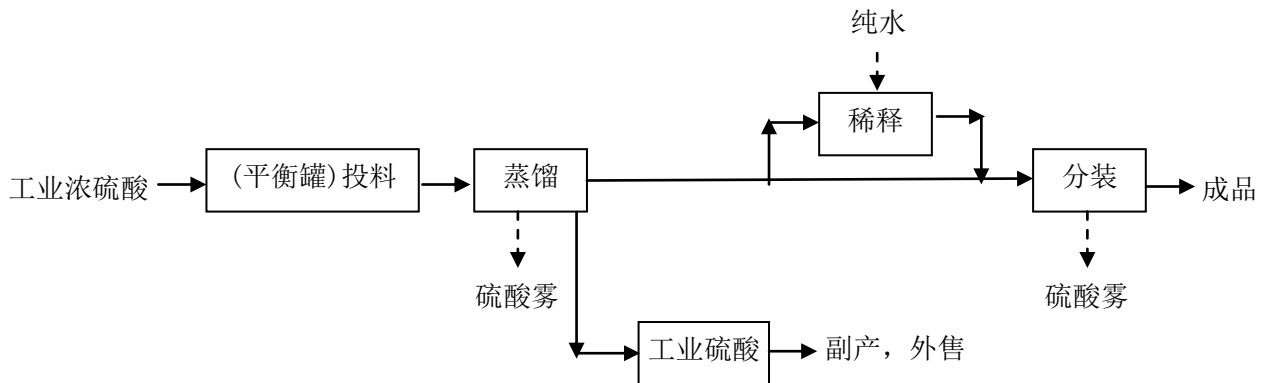 纯水
稀释
工业浓硫酸
(平衡罐)投料
蒸馏
分装
成品
硫酸雾
硫酸雾
工业硫酸
副产，外售